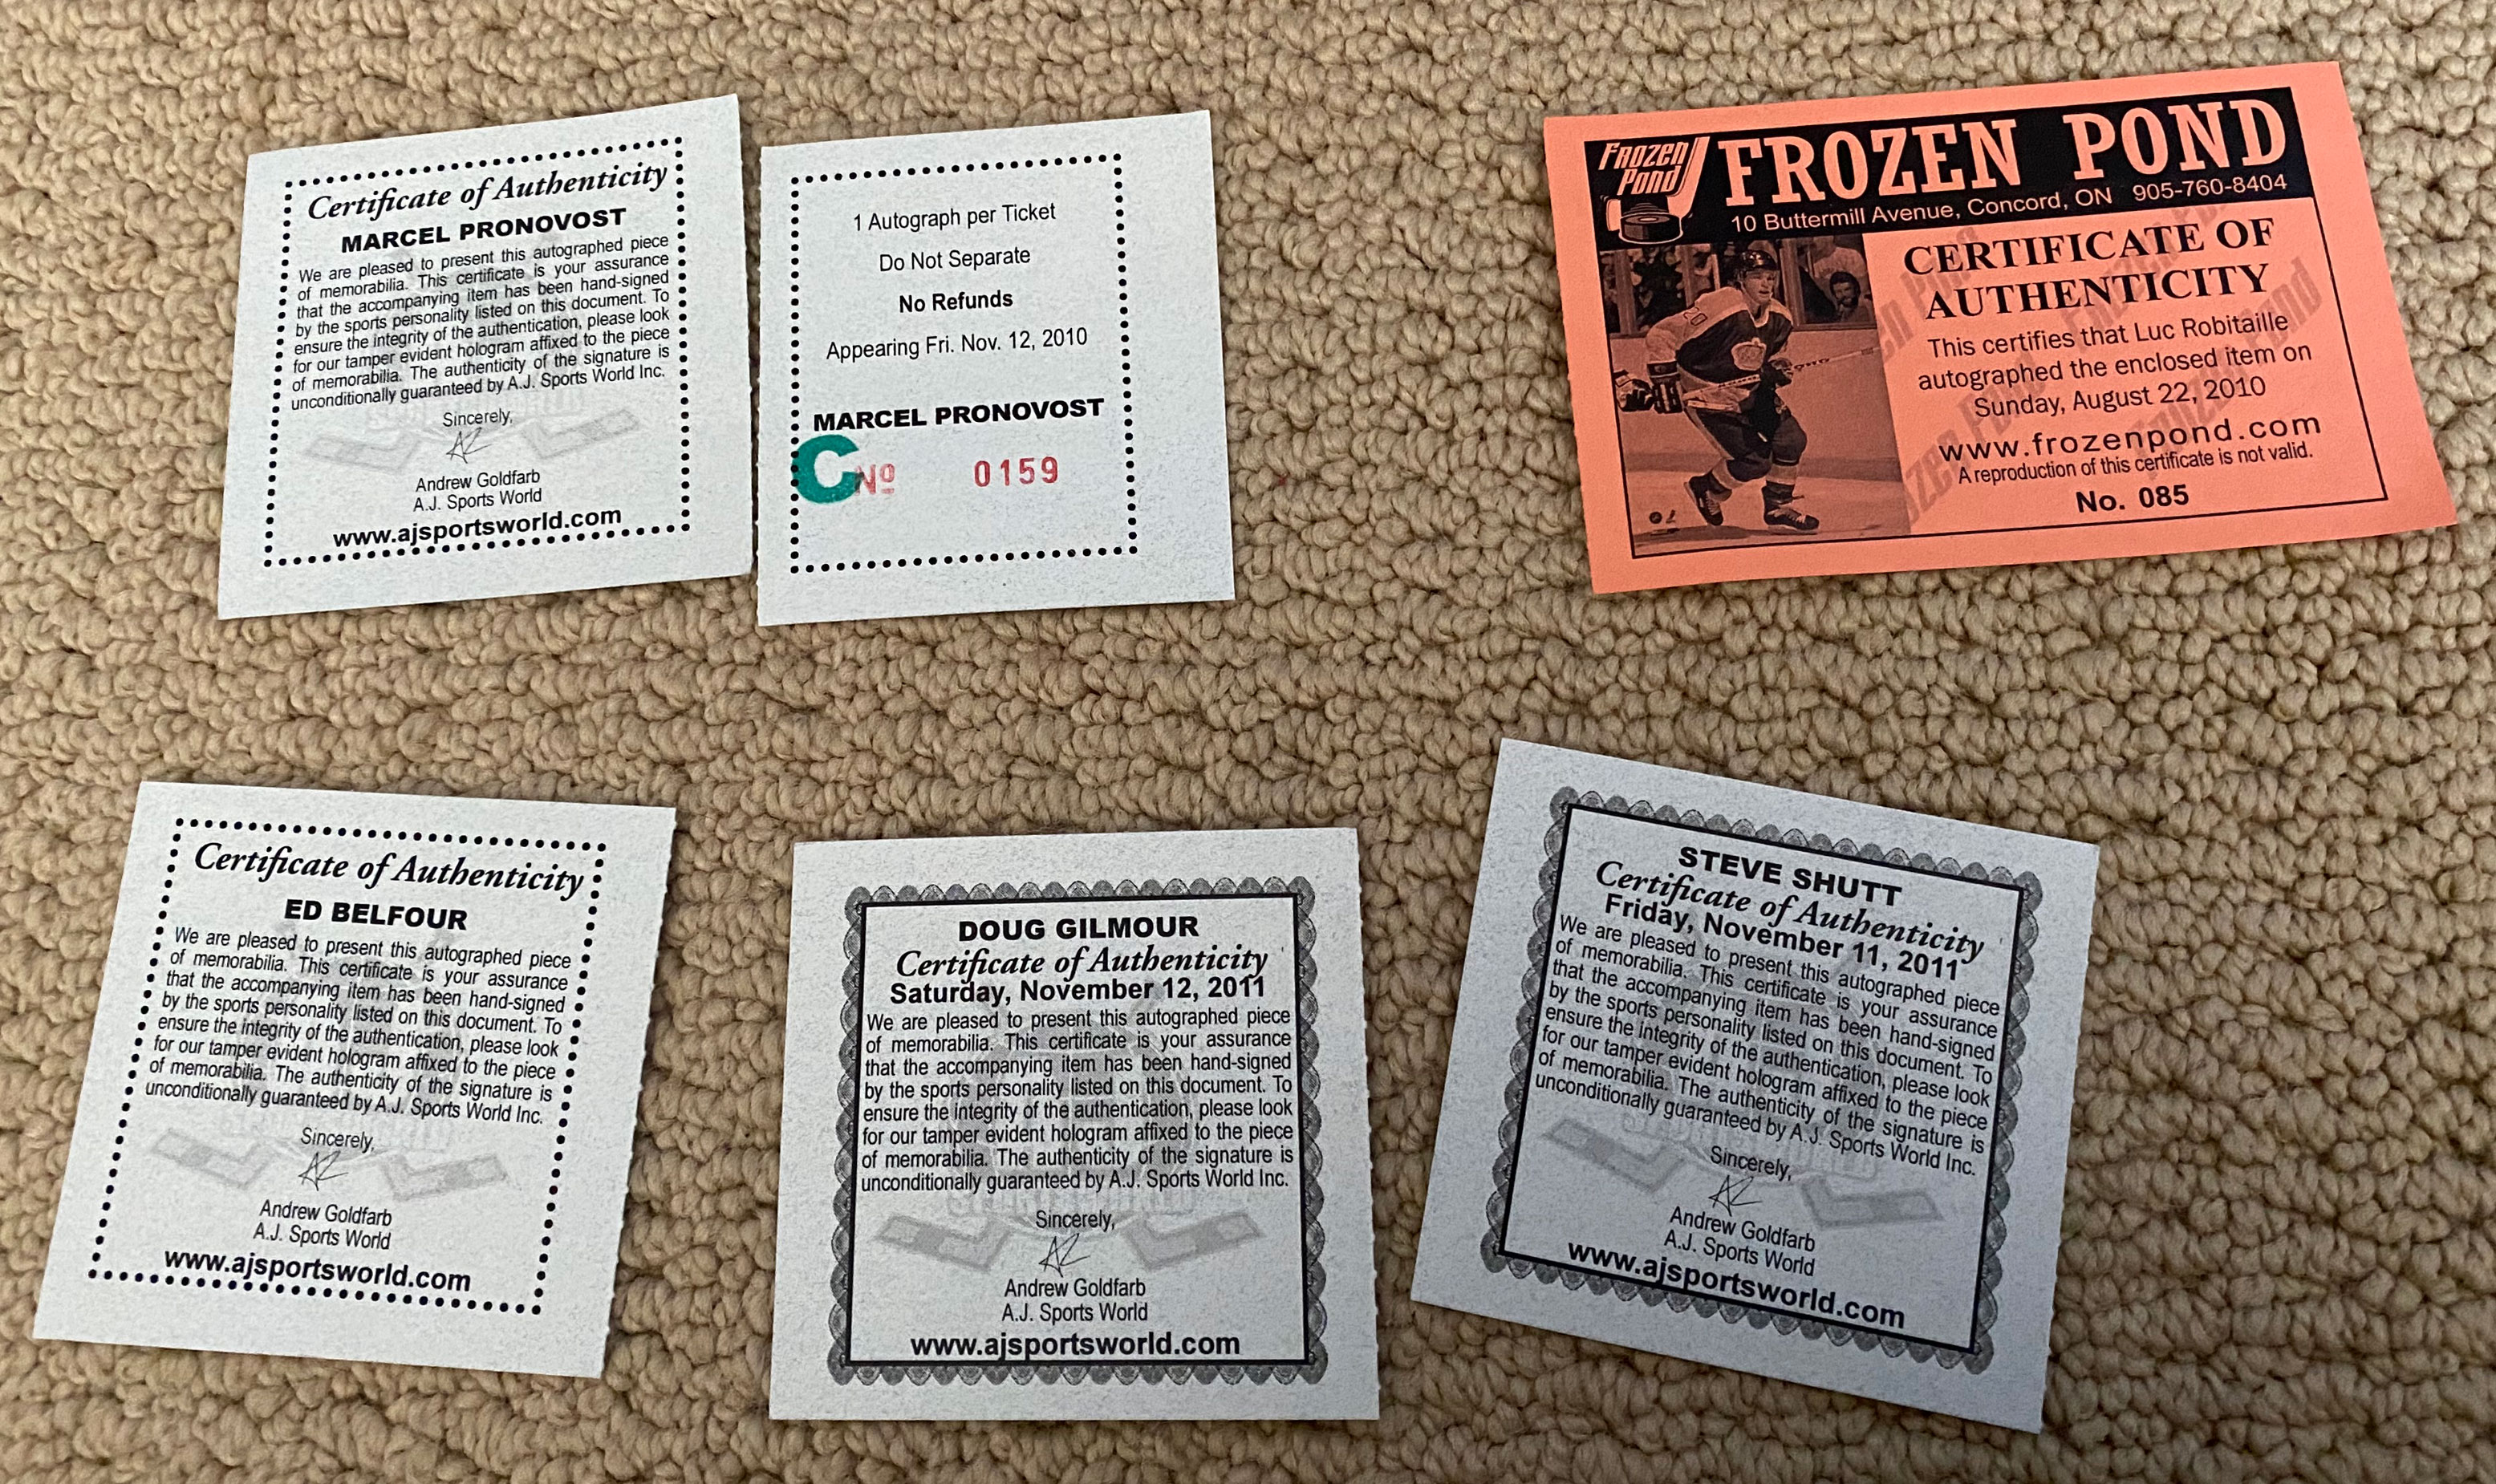 Certificate of Authenticity
MARCEL PRONOVOST
We are pleased to present this autographed piece
of memorabilia. This certificate is your assurance
that the accompanying item has been hand-signed
by the sports personality listed on this document. To
ensure the integrity of the authentication, please look
for our tamper evident hologram affixed to the piece
of memorabilia. The authenticity of the signature is
unconditionally guaranteed by A.J. Sports World Inc.
Sincerely,
Andrew Goldfarb
A.J. Sports World
www.ajsportsworld.com
1 Autograph per Ticket
Do Not Separate
No Refunds
Appearing Fri. Nov. 12, 2010
MARCEL PRONOVOST
C Nº 0159
FROZEN
POND
FROZEN POND
10 Buttermill Avenue, Concord, ON 905-760-8404
CERTIFICATE OF
AUTHENTICITY
This certifies that Luc Robitaille
autographed the enclosed item on
Sunday, August 22, 2010
www.frozenpond.com
A reproduction of this certificate is not valid.
No. 085
Certificate of Authenticity
ED BELFOUR
We are pleased to present this autographed piece
of memorabilia. This certificate is your assurance
that the accompanying item has been hand-signed
by the sports personality listed on this document. To
ensure the integrity of the authentication, please look
for our tamper evident hologram affixed to the piece
of memorabilia. The authenticity of the signature is
unconditionally guaranteed by A.J. Sports World Inc.
Sincerely,
Andrew Goldfarb
A.J. Sports World
www.ajsportsworld.com
DOUG GILMOUR
Certificate of Authenticity
Saturday, November 12, 2011
We are pleased to present this autographed piece
of memorabilia. This certificate is your assurance
that the accompanying item has been hand-signed
by the sports personality listed on this document. To
ensure the integrity of the authentication, please look
for our tamper evident hologram affixed to the piece
of memorabilia. The authenticity of the signature is
unconditionally guaranteed by A.J. Sports World Inc.
Sincerely,
Andrew Goldfarb
A.J. Sports World
www.ajsportsworld.com
STEVE SHUTT
Certificate of Authenticity
Friday, November 11, 2011
We are pleased to present this autographed piece
of memorabilia. This certificate is your assurance
that the accompanying item has been hand-signed
by the sports personality listed on this document. To
ensure the integrity of the authentication, please look
for our tamper evident hologram affixed to the piece
of memorabilia. The authenticity of the signature is
unconditionally guaranteed by A.J. Sports World Inc.
Sincerely,
Andrew Goldfarb
A.J. Sports World
www.ajsportsworld.com